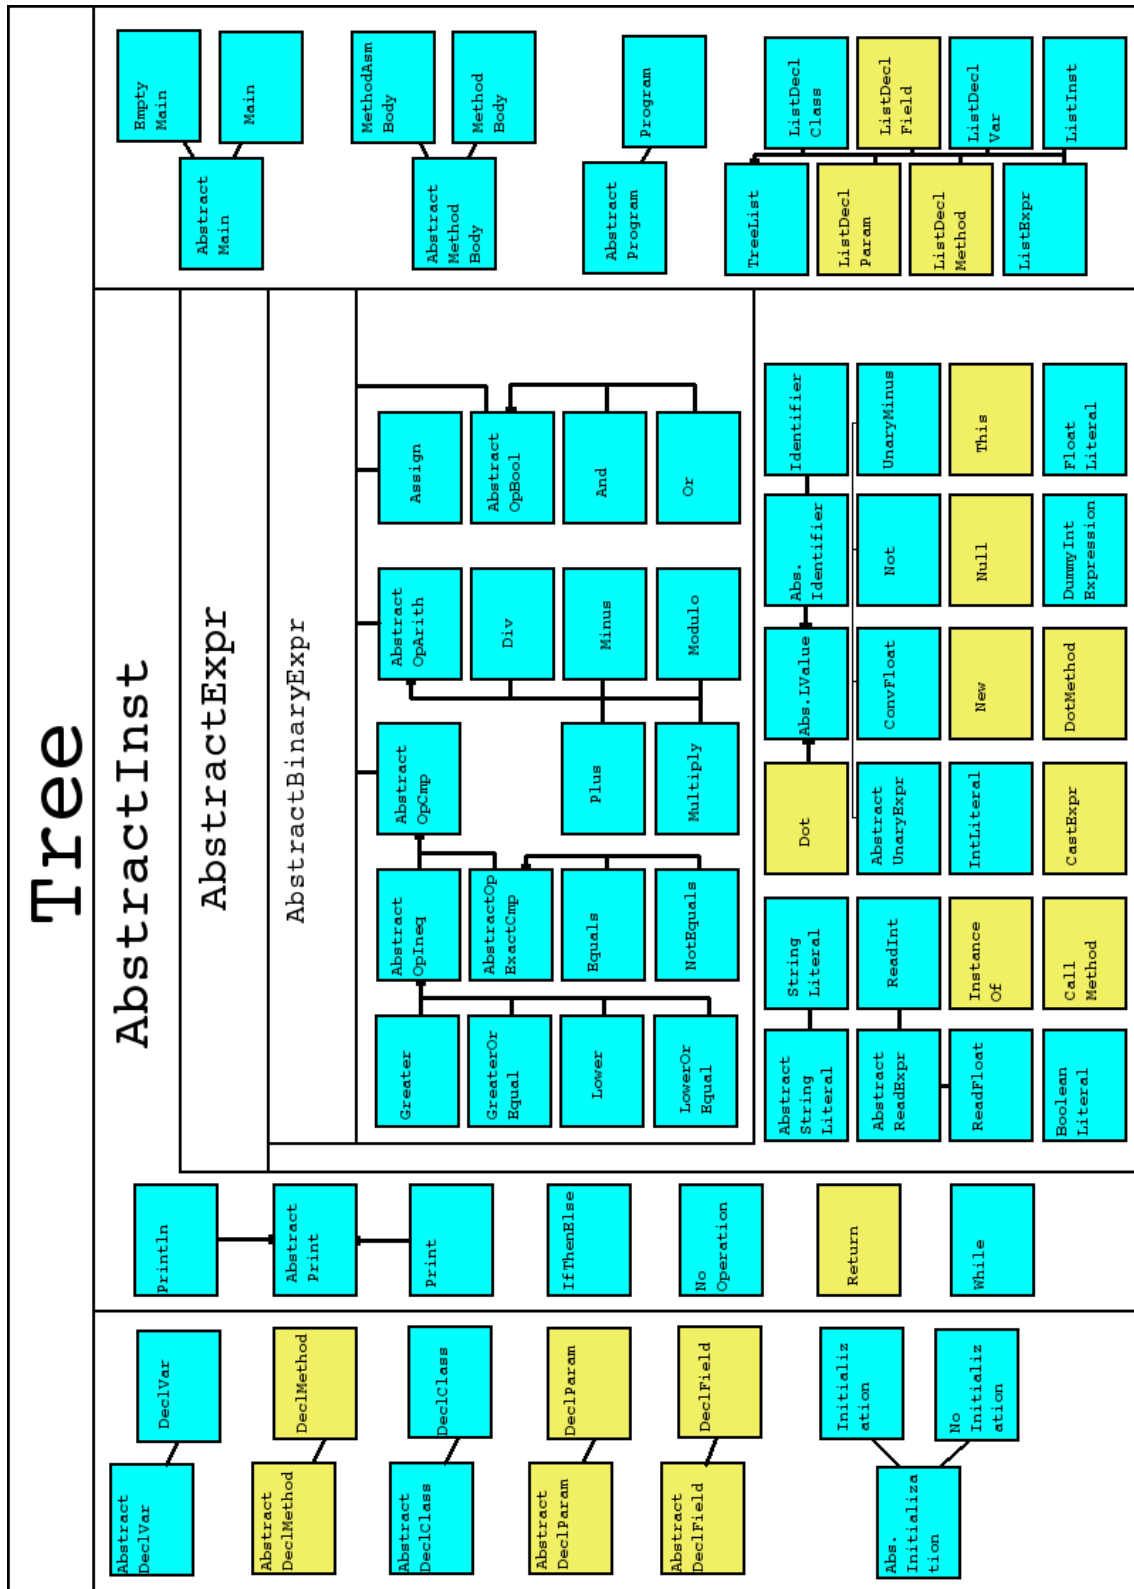 Tree
Abstract
DeclVar
DeclVar
Abstract
DeclMethod
DeclMethod
Abstract
DeclClass
DeclClass
Abstract
DeclParam
DeclParam
Abstract
DeclField
DeclField
Abs.
Initializa
tion
Initializ
ation
No
Initializ
ation
AbstractInst
Println
Abstract
Print
Print
IfThenElse
No
Operation
Return
While
AbstractExpr
AbstractBinaryExpr
Greater
GreaterOr
Equal
Lower
LowerOr
Equal
Abstract
OpIneq
AbstractOp
ExactCmp
Equals
NotEquals
Abstract
OpCmp
Plus
Multiply
Abstract
OpArith
Div
Minus
Modulo
Assign
Abstract
OpBool
And
Or
Abstract
String
Literal
String
Literal
Dot
Abs.LValue
Abs.
Identifier
Identifier
Abstract
ReadExpr
ReadInt
Abstract
UnaryExpr
ConvFloat
Not
UnaryMinus
ReadFloat
Instance
Of
IntLiteral
New
Null
This
Boolean
Literal
Call
Method
CastExpr
DotMethod
DummyInt
Expression
Float
Literal
Abstract
Main
Empty
Main
Main
Abstract
Method
Body
MethodAsm
Body
Method
Body
Abstract
Program
Program
TreeList
ListDecl
Class
ListDecl
Param
ListDecl
Field
ListDecl
Method
ListDecl
Var
ListExpr
ListInst